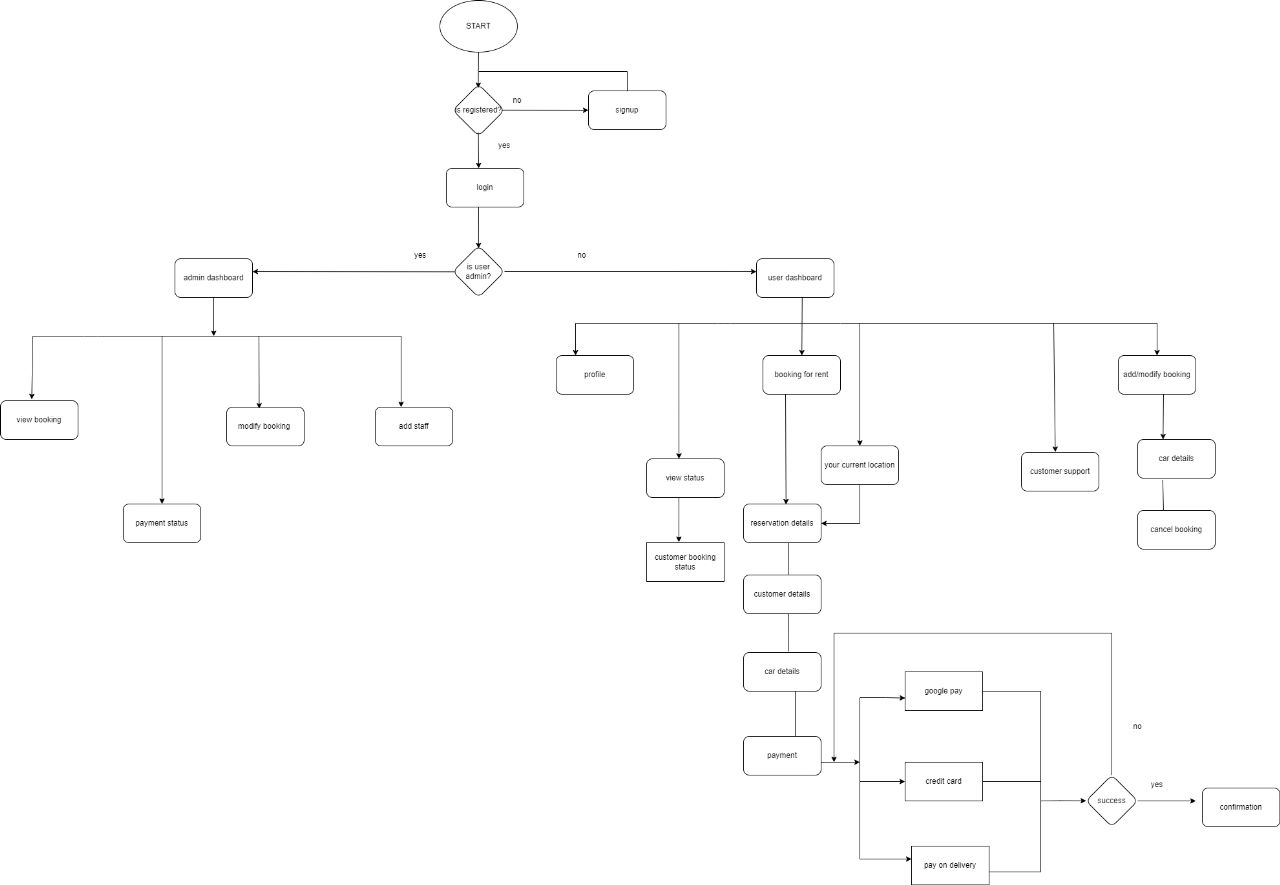 START
is registered?
no
signup
yes
login
yes
is user
admin?
no
admin dashboard
user dashboard
view booking
payment status
modify booking
add staff
profile
view status
customer booking
status
booking for rent
your current location
reservation details
customer details
car details
payment
customer support
add/modify booking
car details
cancel booking
google pay
credit card
pay on delivery
no
success
yes
confirmation